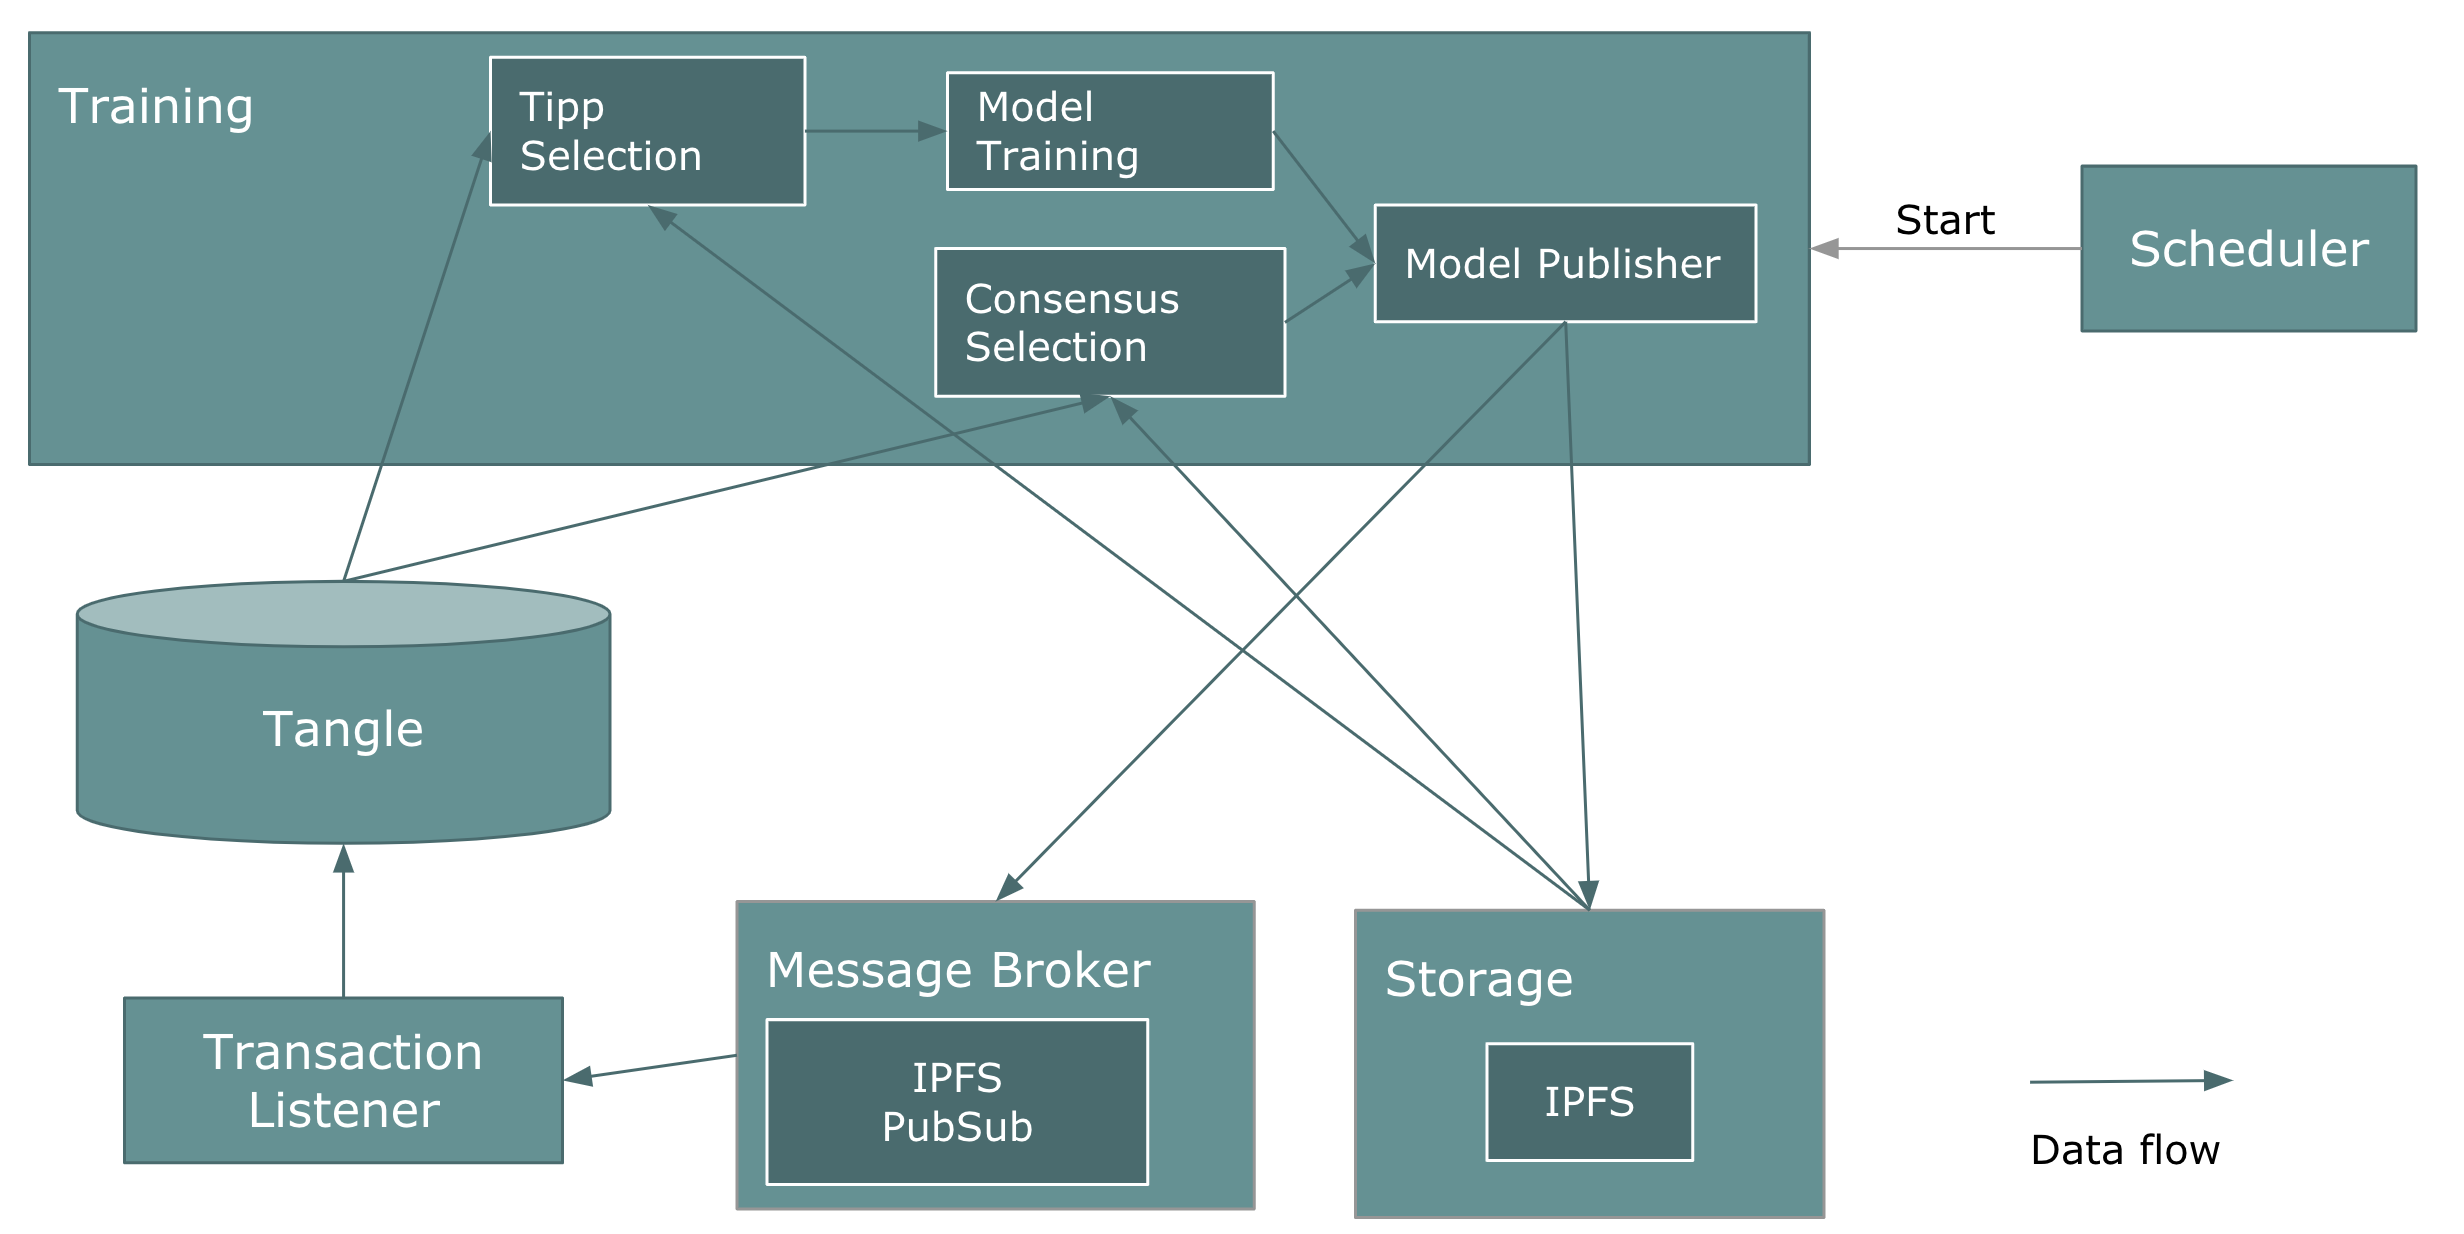 Training
Tipp
Selection
Model
Training
Consensus
Selection
Model Publisher
Start
Scheduler
Tangle
Transaction
Listener
Message Broker
IPFS
PubSub
Storage
IPFS
Data flow